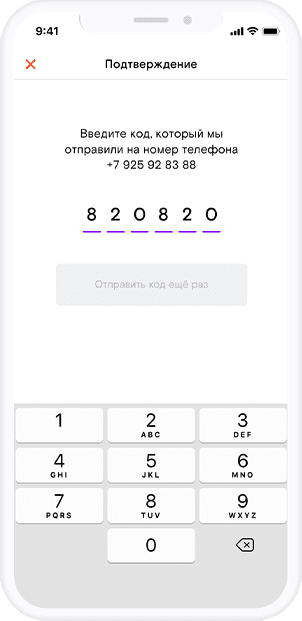 9:41
Подтверждение
Введите код, который мы
отправили на номер телефона
+7 925 92 83 88
8 2 0 8 2 0
Отправить код ещё раз
1 2 3
ABC DEF
4 5 6
GHI JKL MNO
7 8 9
PQRS TUV WXYZ
0